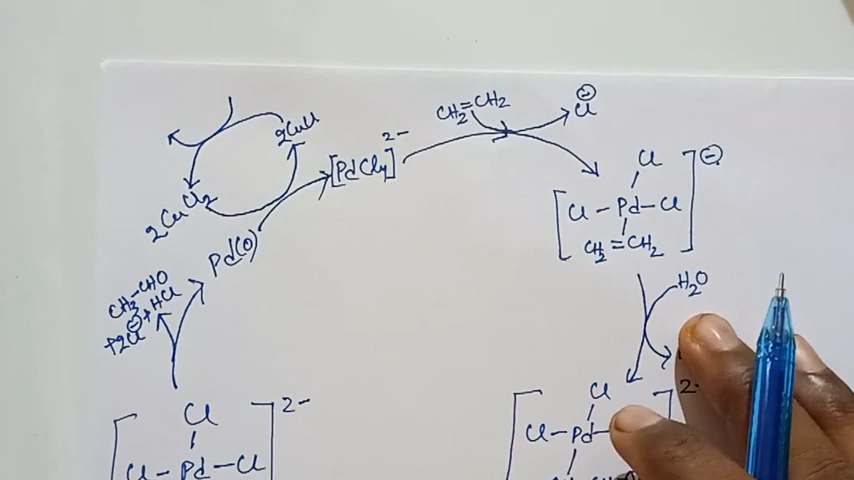 CH₂=CH₂
Cl⊖
2CuCl
[PdCl₄]²⁻
2CuCl₂
Pd(0)
[Cl
Cl-Pd-Cl
CH₂=CH₂]⊖
H₂O
CH₃-CHO
+2Cl⊖+HCl
[Cl
Cl-Pd-Cl]2-
[Cl
Cl-Pd-]2-